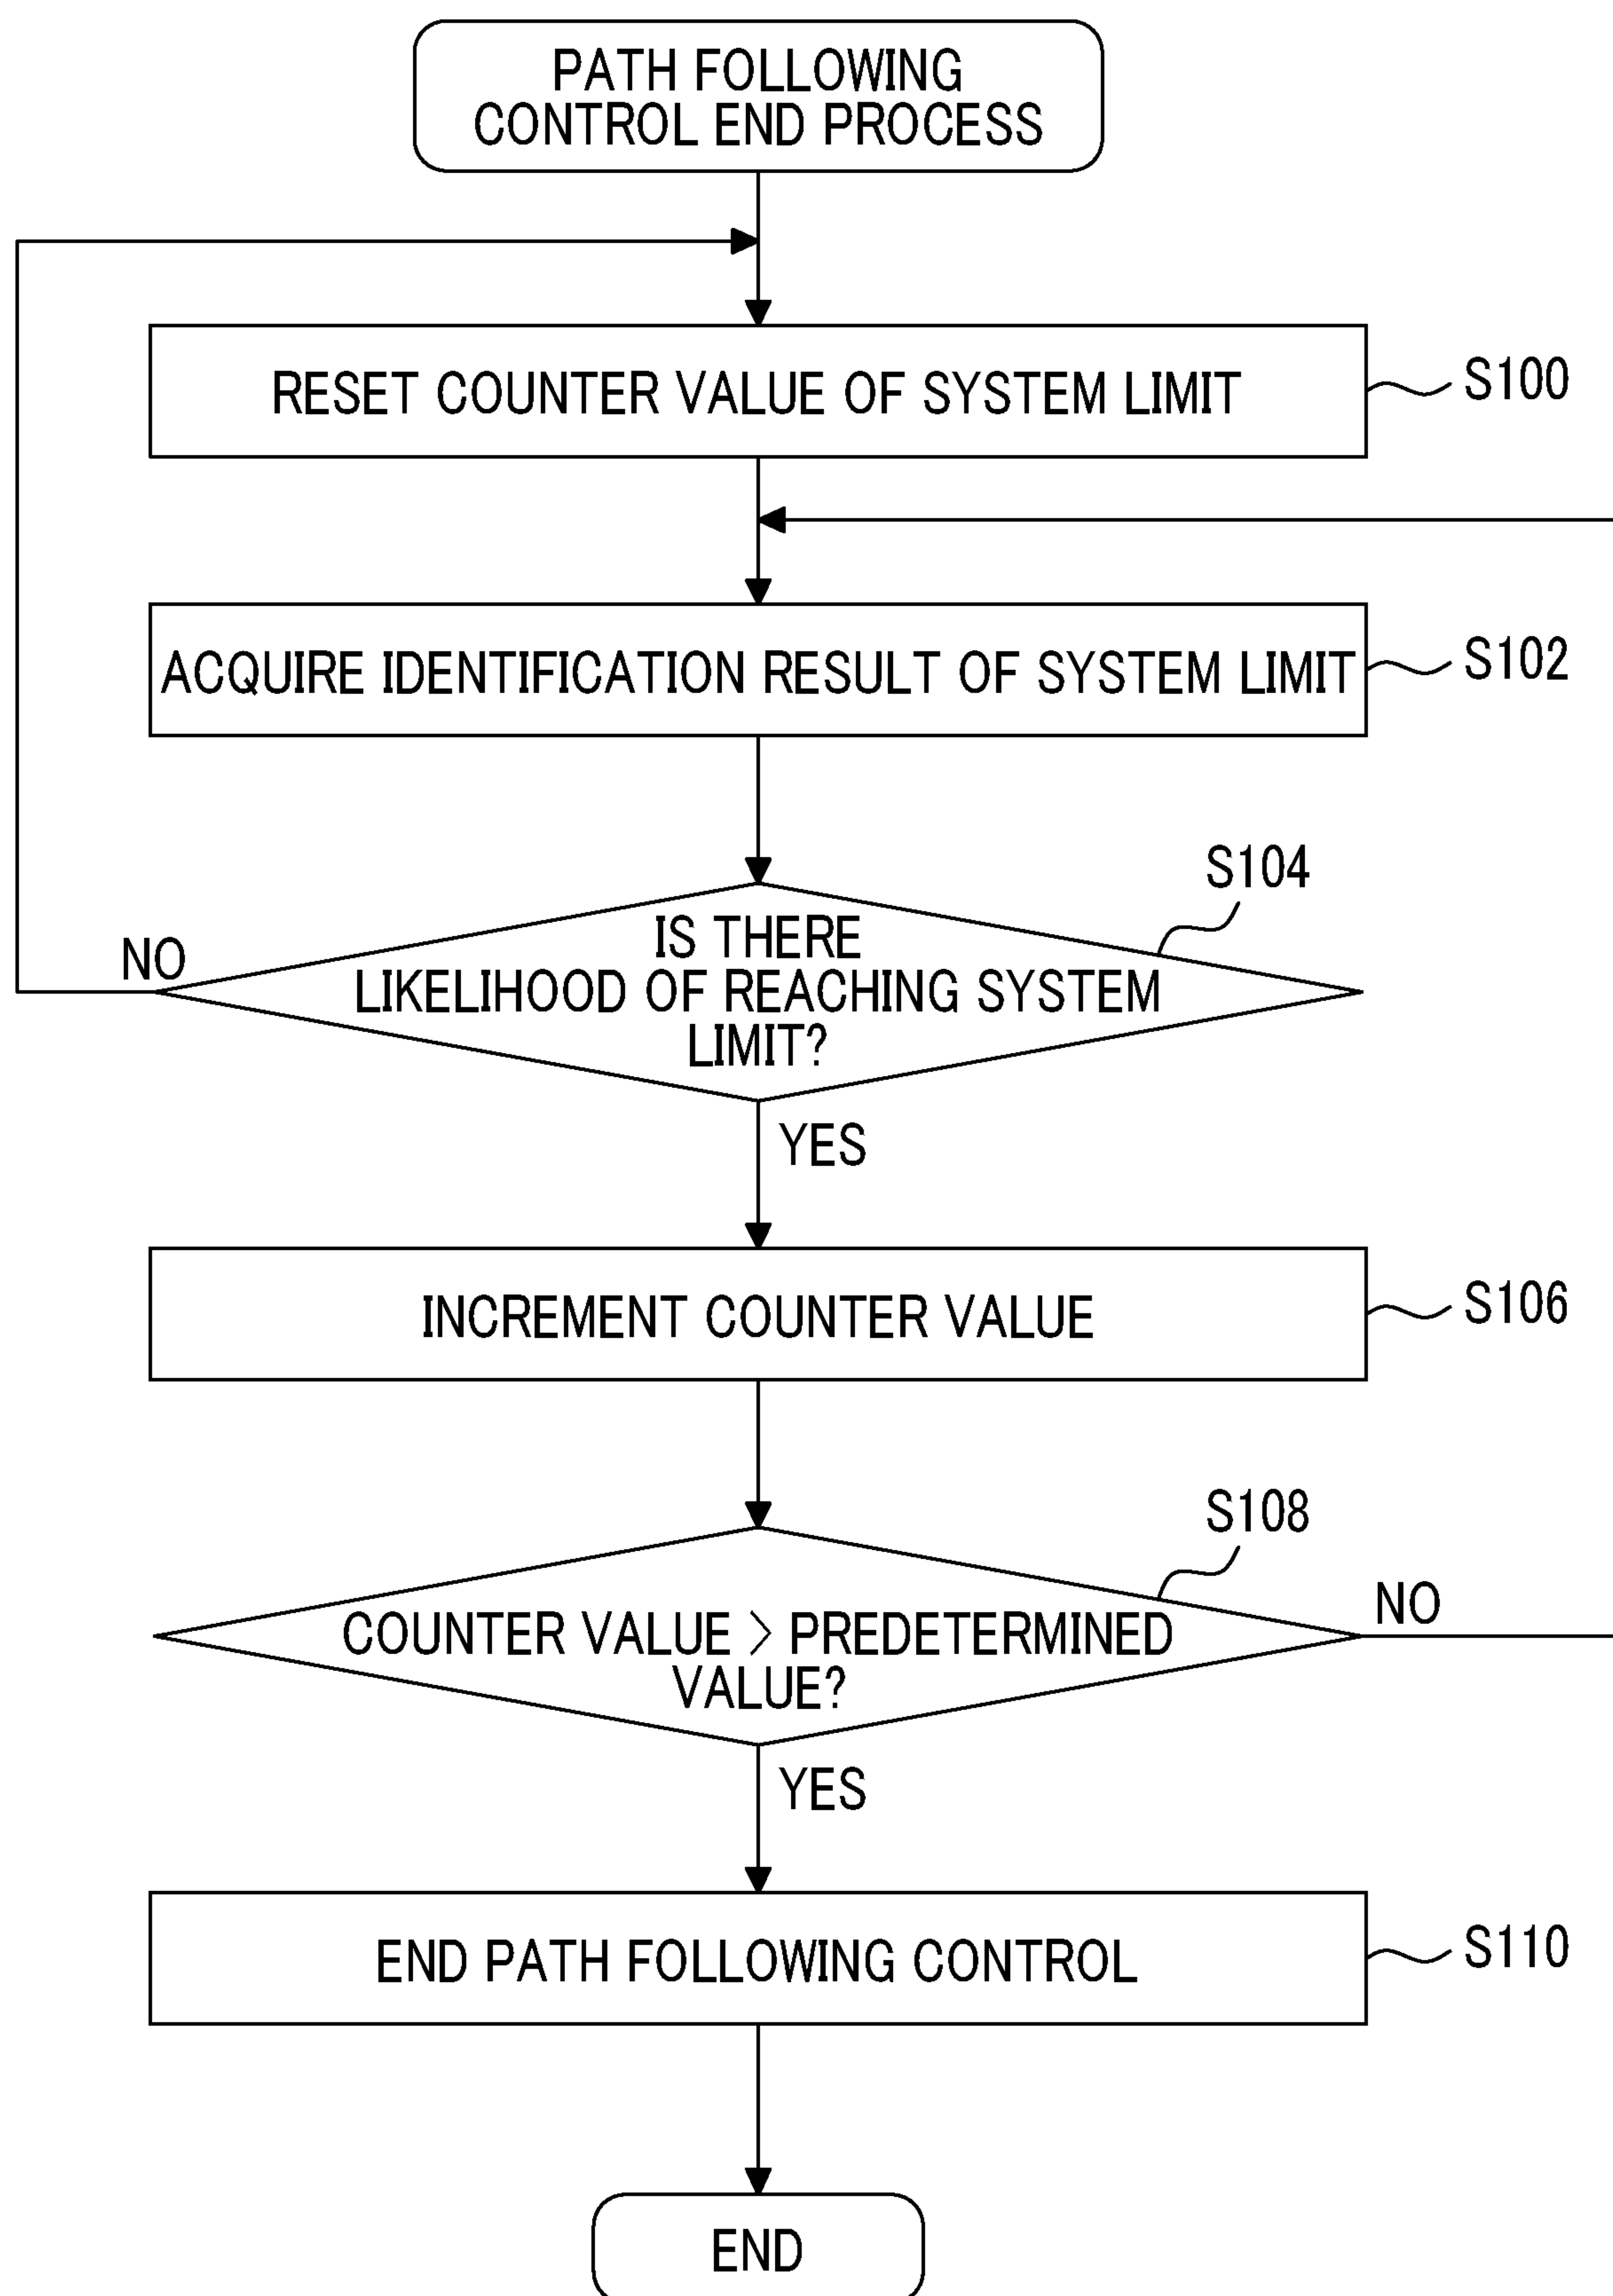 PATH FOLLOWING
CONTROL END PROCESS
RESET COUNTER VALUE OF SYSTEM LIMIT
S100
ACQUIRE IDENTIFICATION RESULT OF SYSTEM LIMIT
S102
S104
NO
IS THERE
LIKELIHOOD OF REACHING SYSTEM
LIMIT?
YES
INCREMENT COUNTER VALUE
S106
S108
NO
COUNTER VALUE > PREDETERMINED
VALUE?
YES
END PATH FOLLOWING CONTROL
S110
END